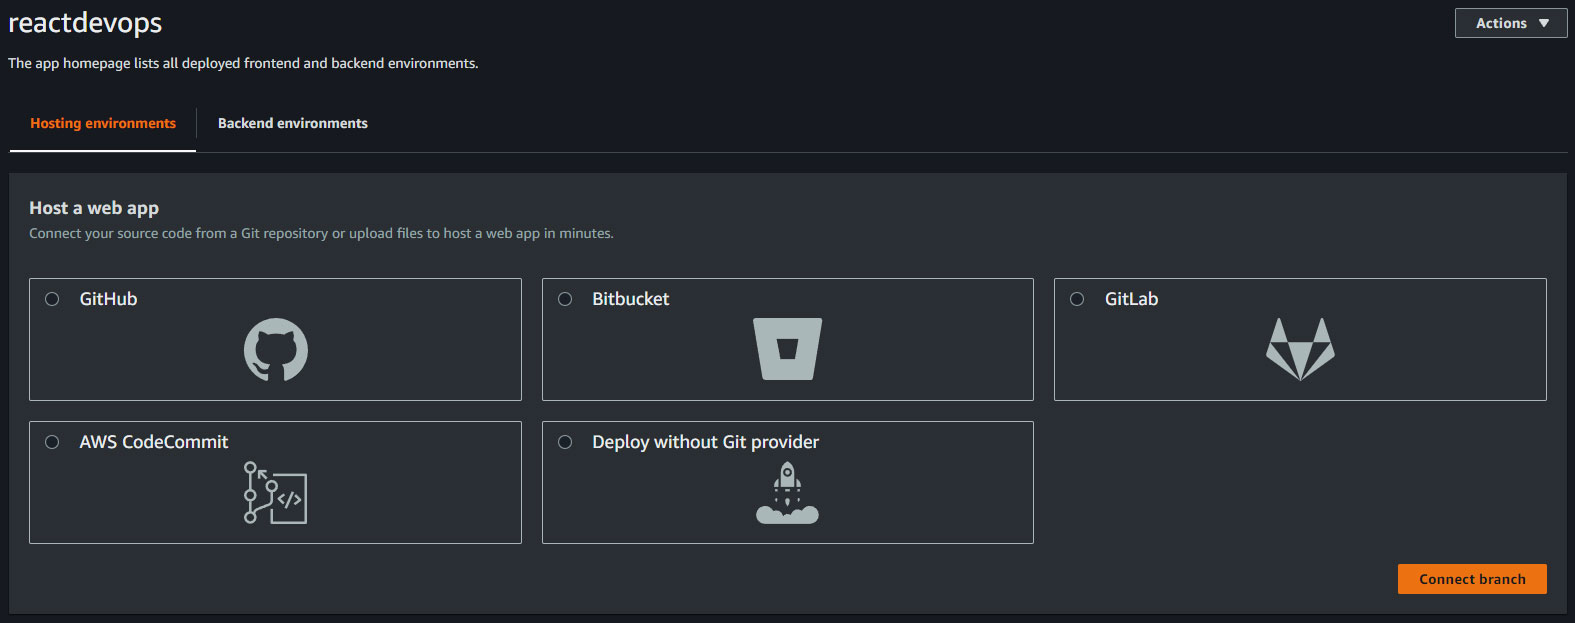 reactdevops
Actions
The app homepage lists all deployed frontend and backend environments.
Hosting environments
Backend environments
Host a web app
Connect your source code from a Git repository or upload files to host a web app in minutes.
GitHub
Bitbucket
GitLab
AWS CodeCommit
</>
Deploy without Git provider
Connect branch